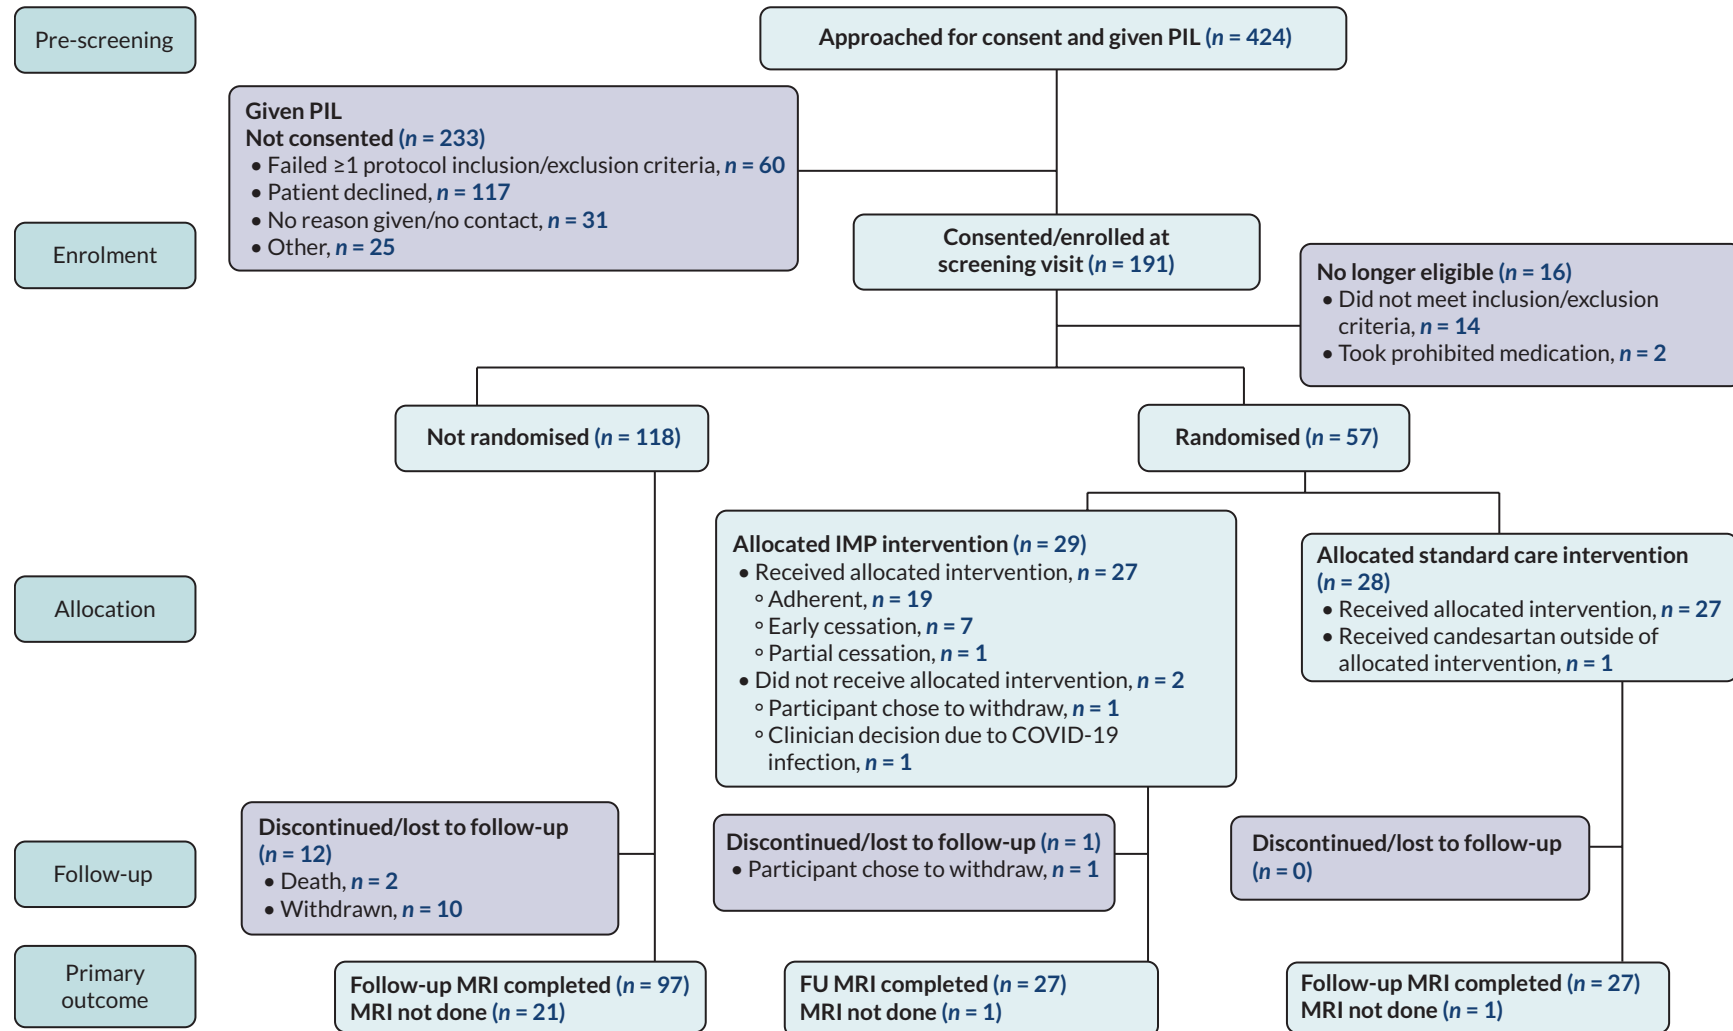 Pre-screening
Approached for consent and given PIL (n = 424)
Given PIL
Not consented (n = 233)
• Failed ≥1 protocol inclusion/exclusion criteria, n = 60
• Patient declined, n = 117
• No reason given/no contact, n = 31
• Other, n = 25
Enrolment
Consented/enrolled at
screening visit (n = 191)
No longer eligible (n = 16)
• Did not meet inclusion/exclusion
criteria, n = 14
• Took prohibited medication, n = 2
Not randomised (n = 118)
Randomised (n = 57)
Allocation
Allocated IMP intervention (n = 29)
• Received allocated intervention, n = 27
° Adherent, n = 19
° Early cessation, n = 7
° Partial cessation, n = 1
• Did not receive allocated intervention, n = 2
° Participant chose to withdraw, n = 1
° Clinician decision due to COVID-19
infection, n = 1
Allocated standard care intervention
(n = 28)
• Received allocated intervention, n = 27
• Received candesartan outside of
allocated intervention, n = 1
Follow-up
Discontinued/lost to follow-up
(n = 12)
• Death, n = 2
• Withdrawn, n = 10
Discontinued/lost to follow-up (n = 1)
• Participant chose to withdraw, n = 1
Discontinued/lost to follow-up
(n = 0)
Primary
outcome
Follow-up MRI completed (n = 97)
MRI not done (n = 21)
FU MRI completed (n = 27)
MRI not done (n = 1)
Follow-up MRI completed (n = 27)
MRI not done (n = 1)